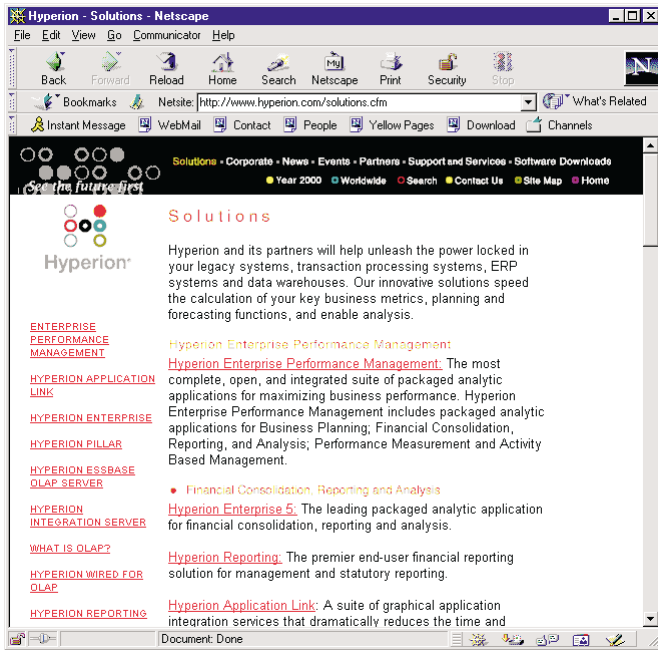 Hyperion - Solutions - Netscape
File Edit View Go Communicator Help
Back Forward Reload Home Search Netscape Print Security Stop
Bookmarks Netsite: http://www.hyperion.com/solutions.cfm What's Related
Instant Message WebMail Contact People Yellow Pages Download Channels
Solutions - Corporate - News - Events - Partners - Support and Services - Software Downloads
See the future first
Year 2000 Worldwide Search Contact Us Site Map Home
Hyperion
ENTERPRISE
PERFORMANCE
MANAGEMENT
HYPERION APPLICATION
LINK
HYPERION ENTERPRISE
HYPERION PILLAR
HYPERION ESSBASE
OLAP SERVER
HYPERION
INTEGRATION SERVER
WHAT IS OLAP?
HYPERION WIRED FOR
OLAP
HYPERION REPORTING
Solutions
Hyperion and its partners will help unleash the power locked in
your legacy systems, transaction processing systems, ERP
systems and data warehouses. Our innovative solutions speed
the calculation of your key business metrics, planning and
forecasting functions, and enable analysis.
Hyperion Enterprise Performance Management
Hyperion Enterprise Performance Management: The most
complete, open, and integrated suite of packaged analytic
applications for maximizing business performance. Hyperion
Enterprise Performance Management includes packaged analytic
applications for Business Planning; Financial Consolidation,
Reporting, and Analysis; Performance Measurement and Activity
Based Management.
• Financial Consolidation, Reporting and Analysis
Hyperion Enterprise 5: The leading packaged analytic application
for financial consolidation, reporting and analysis.
Hyperion Reporting: The premier end-user financial reporting
solution for management and statutory reporting.
Hyperion Application Link: A suite of graphical application
integration services that dramatically reduces the time and
Document: Done